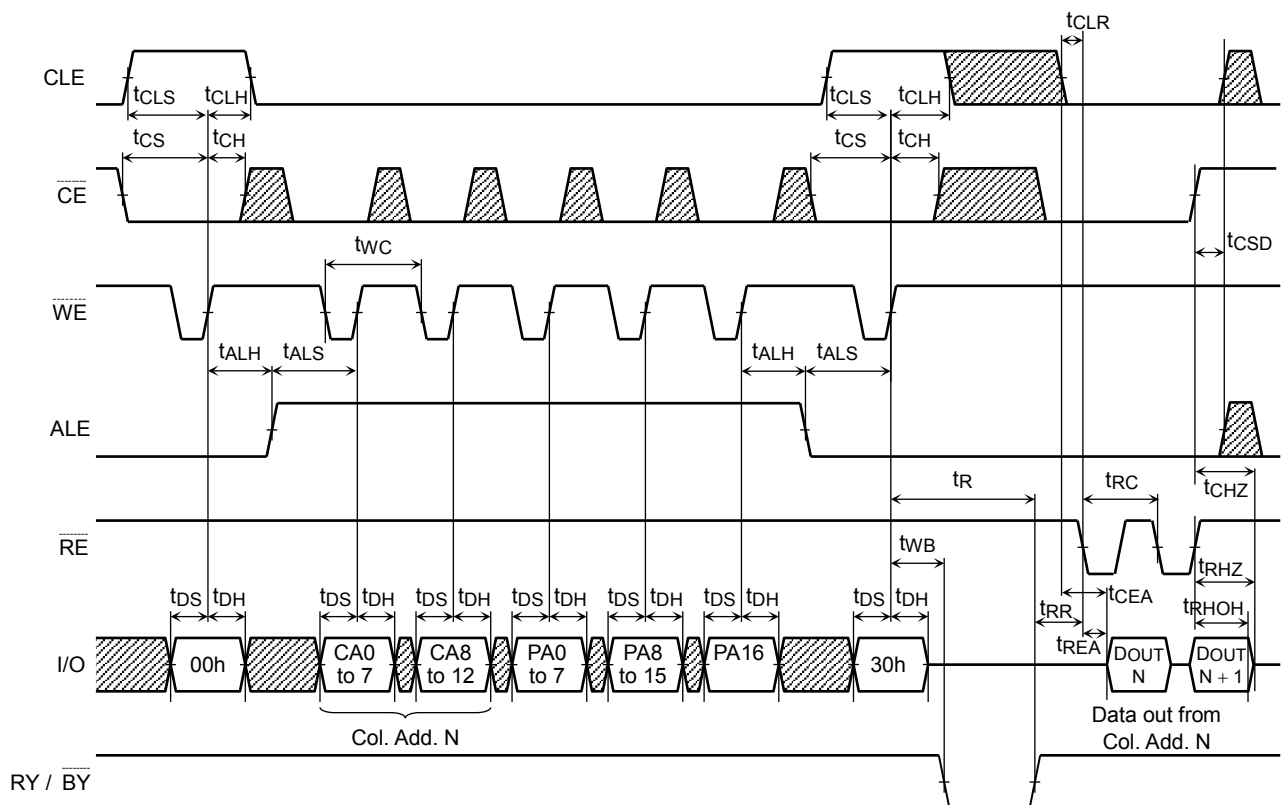 tCLR
CLE
tCLS tCLH tCLS tCLH
tCS tCH tCS tCH
CE
tWC tCSD
WE
tALH tALS tALH tALS
ALE
tR tRC tCHZ
RE
tWB
tRHZ
tDS tDH tDS tDH tDS tDH tDS tDH tDS tDH tDS tDH tDS tDH tCEA
tRR tRHOH
tREA
I/O 00h CA0 to 7 CA8 to 12 PA0 to 7 PA8 to 15 PA16 30h DOUT N DOUT N + 1
Data out from
Col. Add. N Col. Add. N
RY / BY